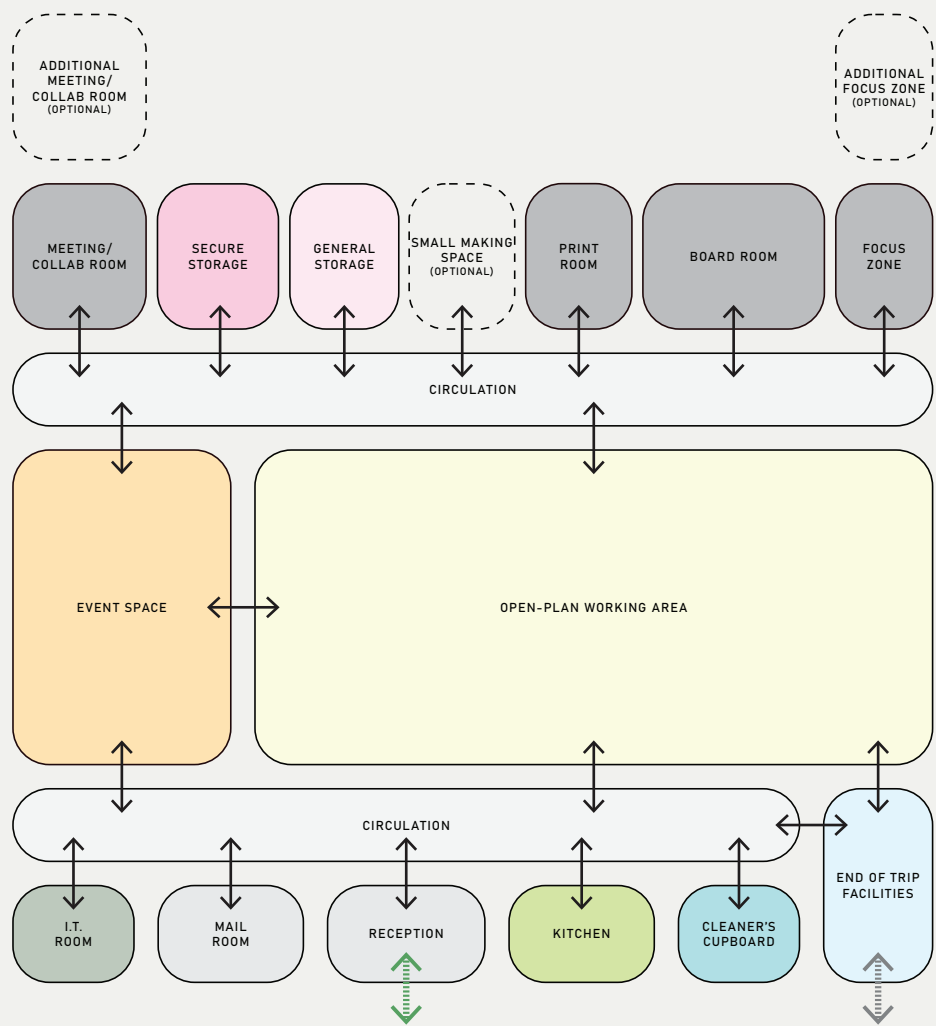 ADDITIONAL
MEETING/
COLLAB ROOM
(OPTIONAL)
ADDITIONAL
FOCUS ZONE
(OPTIONAL)
MEETING/
COLLAB ROOM
SECURE
STORAGE
GENERAL
STORAGE
SMALL MAKING
SPACE
(OPTIONAL)
PRINT
ROOM
BOARD ROOM
FOCUS
ZONE
CIRCULATION
EVENT SPACE
OPEN-PLAN WORKING AREA
CIRCULATION
END OF TRIP
FACILITIES
I.T.
ROOM
MAIL
ROOM
RECEPTION
KITCHEN
CLEANER'S
CUPBOARD